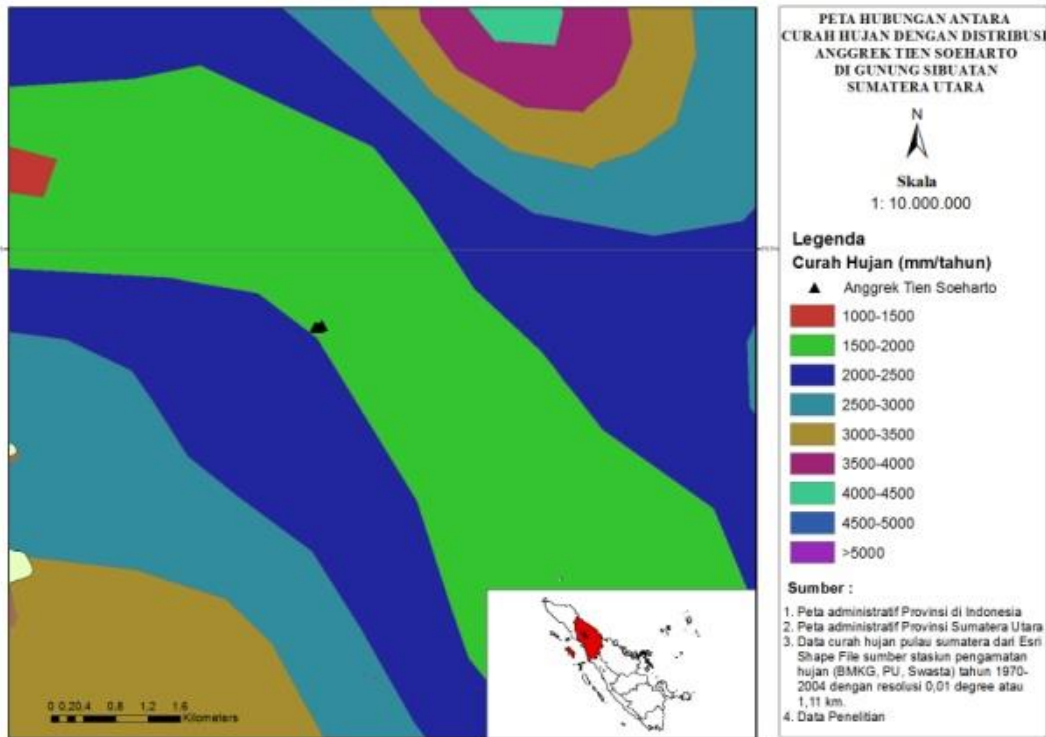 PETA HUBUNGAN ANTARA
CURAH HUJAN DENGAN DISTRIBUSI
ANGGREK TIEN SOEHARTO
DI GUNUNG SIBUATAN
SUMATERA UTARA
N
Skala
1: 10.000.000
Legenda
Curah Hujan (mm/tahun)
Anggrek Tien Soeharto
1000-1500
1500-2000
2000-2500
2500-3000
3000-3500
3500-4000
4000-4500
4500-5000
>5000
Sumber :
1. Peta administratif Provinsi di Indonesia
2. Peta administratif Provinsi Sumatera Utara
3. Data curah hujan pulau sumatera dari Esri
Shape File sumber stasiun pengamatan
hujan (BMKG, PU, Swasta) tahun 1970-
2004 dengan resolusi 0,01 degree atau
1,11 km.
4. Data Penelitian
0 0,20,4 0,8 1,2 1,6
Kilometers